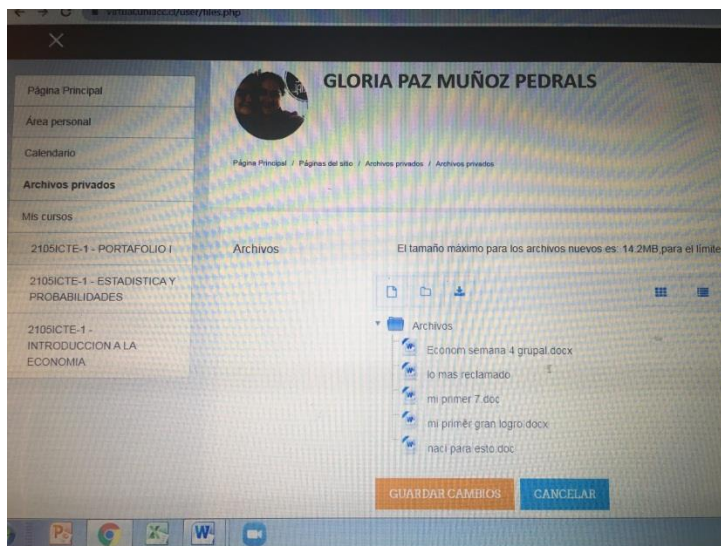 GLORIA PAZ MUÑOZ PEDRALS
Página Principal
Área personal
Calendario
Archivos privados
Mis cursos
2105ICTE-1 - PORTAFOLIO I
2105ICTE-1 - ESTADISTICA Y
PROBABILIDADES
2105ICTE-1 -
INTRODUCCION A LA
ECONOMIA
Página Principal / Páginas del sitio / Archivos privados / Archivos privados
Archivos
El tamaño máximo para los archivos nuevos es: 14.2MB, para el límite
Archivos
Econom semana 4 grupal.docx
lo mas reclamado
mi primer 7.doc
mi primer gran logro.docx
naci para esto.doc
GUARDAR CAMBIOS
CANCELAR